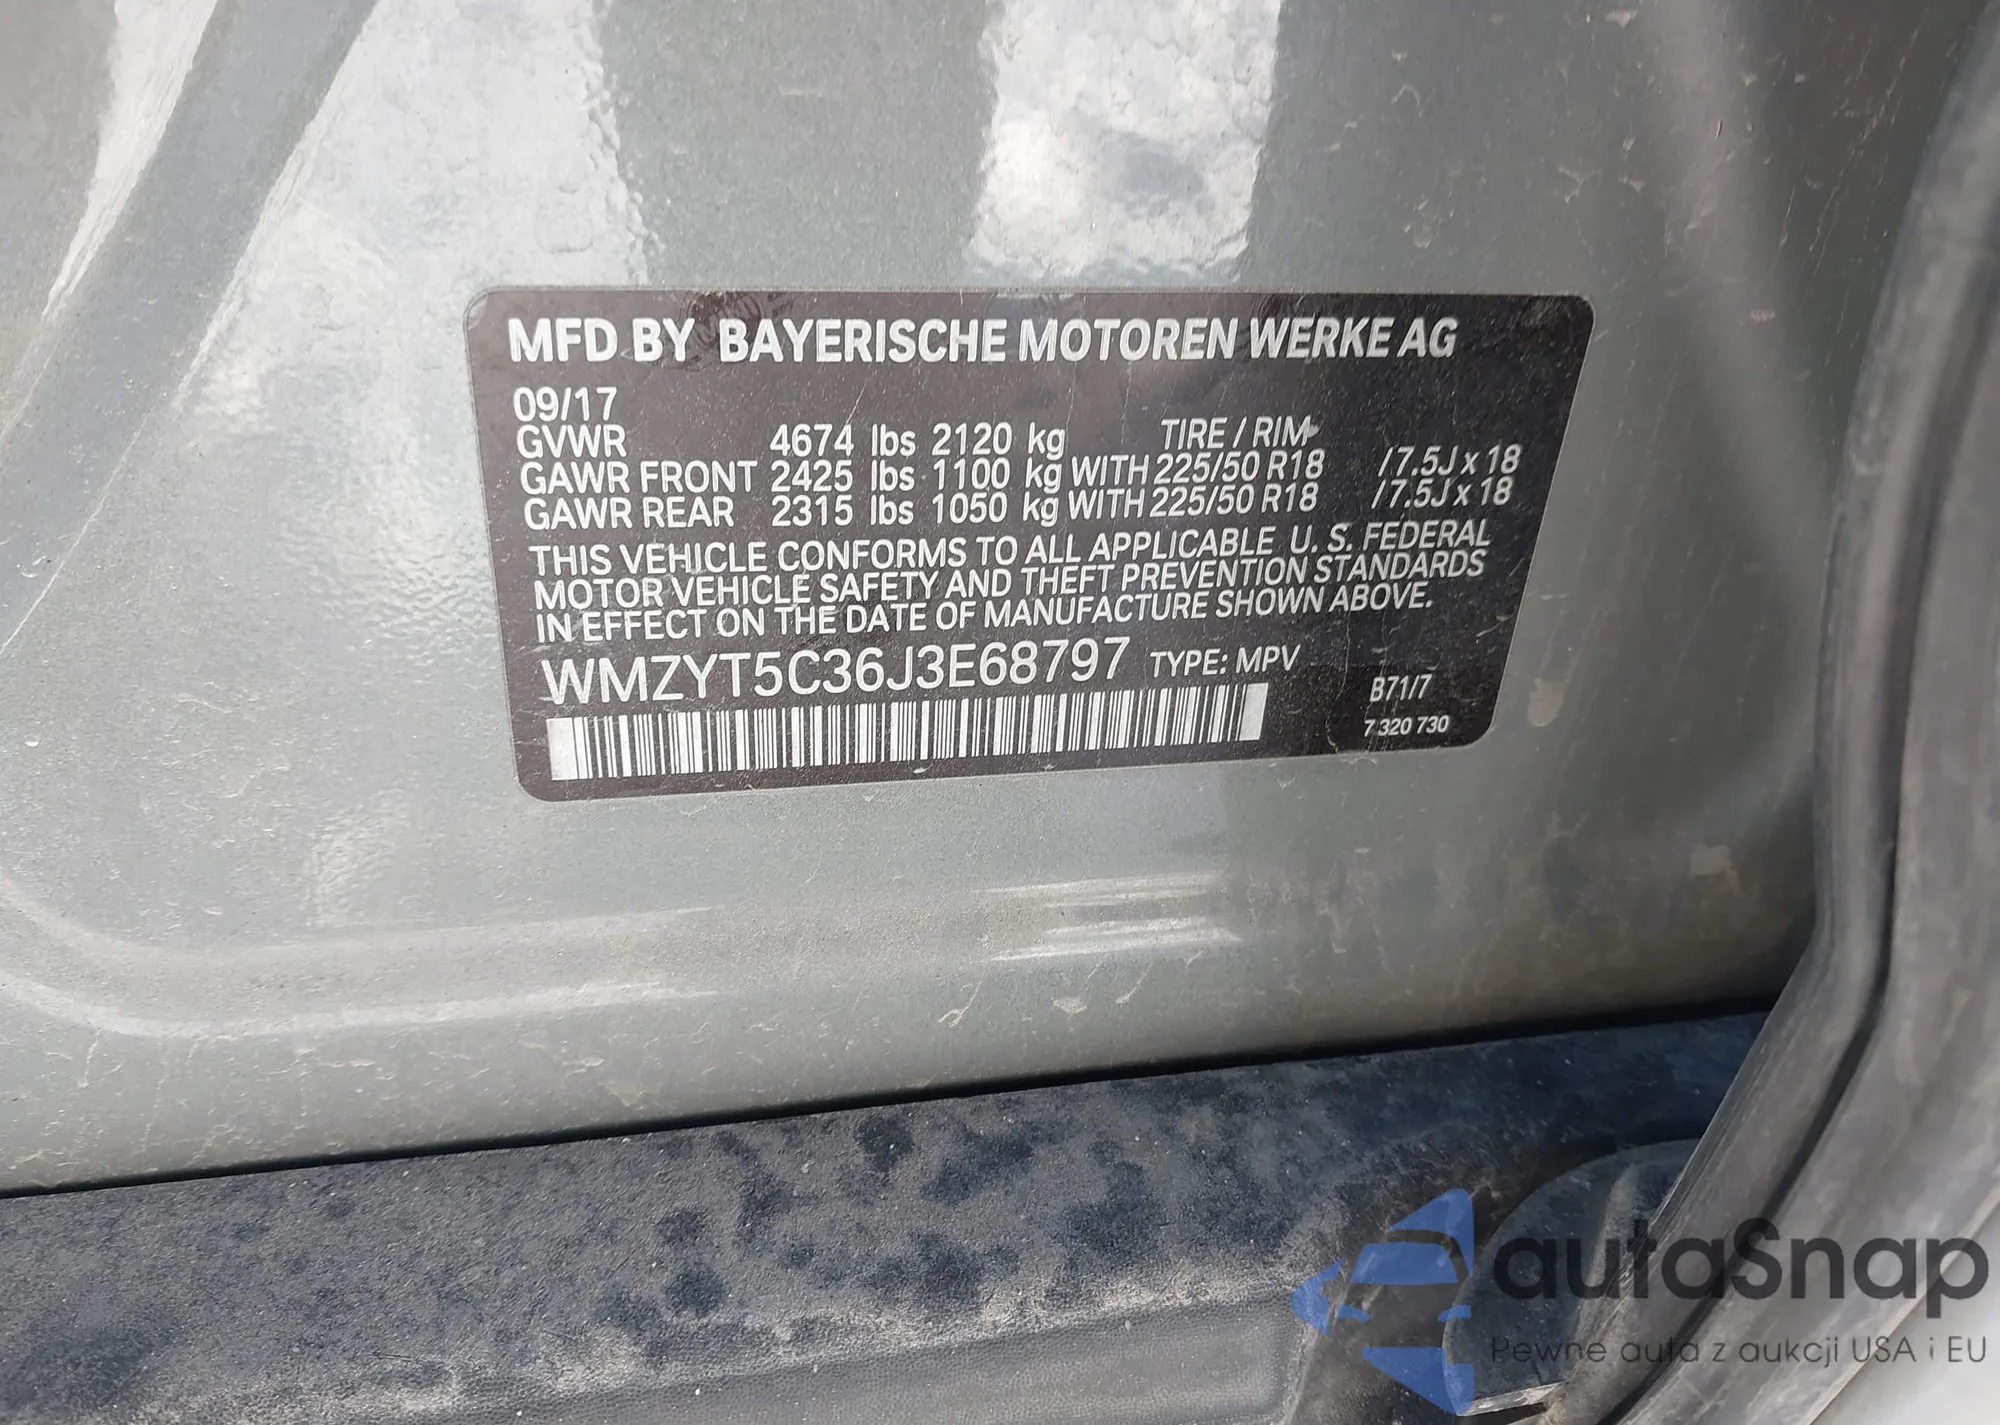 MFD BY BAYERISCHE MOTOREN WERKE AG
09/17
GVWR 4674 lbs 2120 kg TIRE / RIM
GAWR FRONT 2425 lbs 1100 kg WITH 225/50 R18 / 7.5J x 18
GAWR REAR 2315 lbs 1050 kg WITH 225/50 R18 / 7.5J x 18
THIS VEHICLE CONFORMS TO ALL APPLICABLE U. S. FEDERAL
MOTOR VEHICLE SAFETY AND THEFT PREVENTION STANDARDS
IN EFFECT ON THE DATE OF MANUFACTURE SHOWN ABOVE.
WMZYT5C36J3E68797 TYPE: MPV
B71/7
7 320 730
autaSnap
Pewne auta z aukcji USA i EU